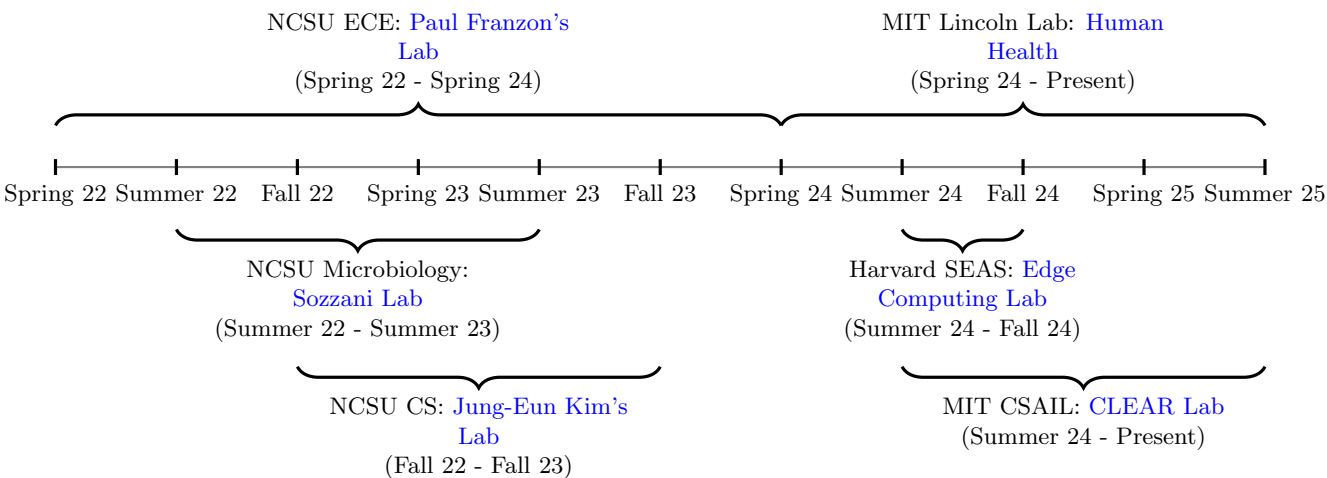 NCSU ECE: Paul Franzon's
Lab
(Spring 22 - Spring 24)
MIT Lincoln Lab: Human
Health
(Spring 24 - Present)
Spring 22 Summer 22 Fall 22 Spring 23 Summer 23 Fall 23 Spring 24 Summer 24 Fall 24 Spring 25 Summer 25
NCSU Microbiology:
Sozzani Lab
(Summer 22 - Summer 23)
Harvard SEAS: Edge
Computing Lab
(Summer 24 - Fall 24)
NCSU CS: Jung-Eun Kim's
Lab
(Fall 22 - Fall 23)
MIT CSAIL: CLEAR Lab
(Summer 24 - Present)